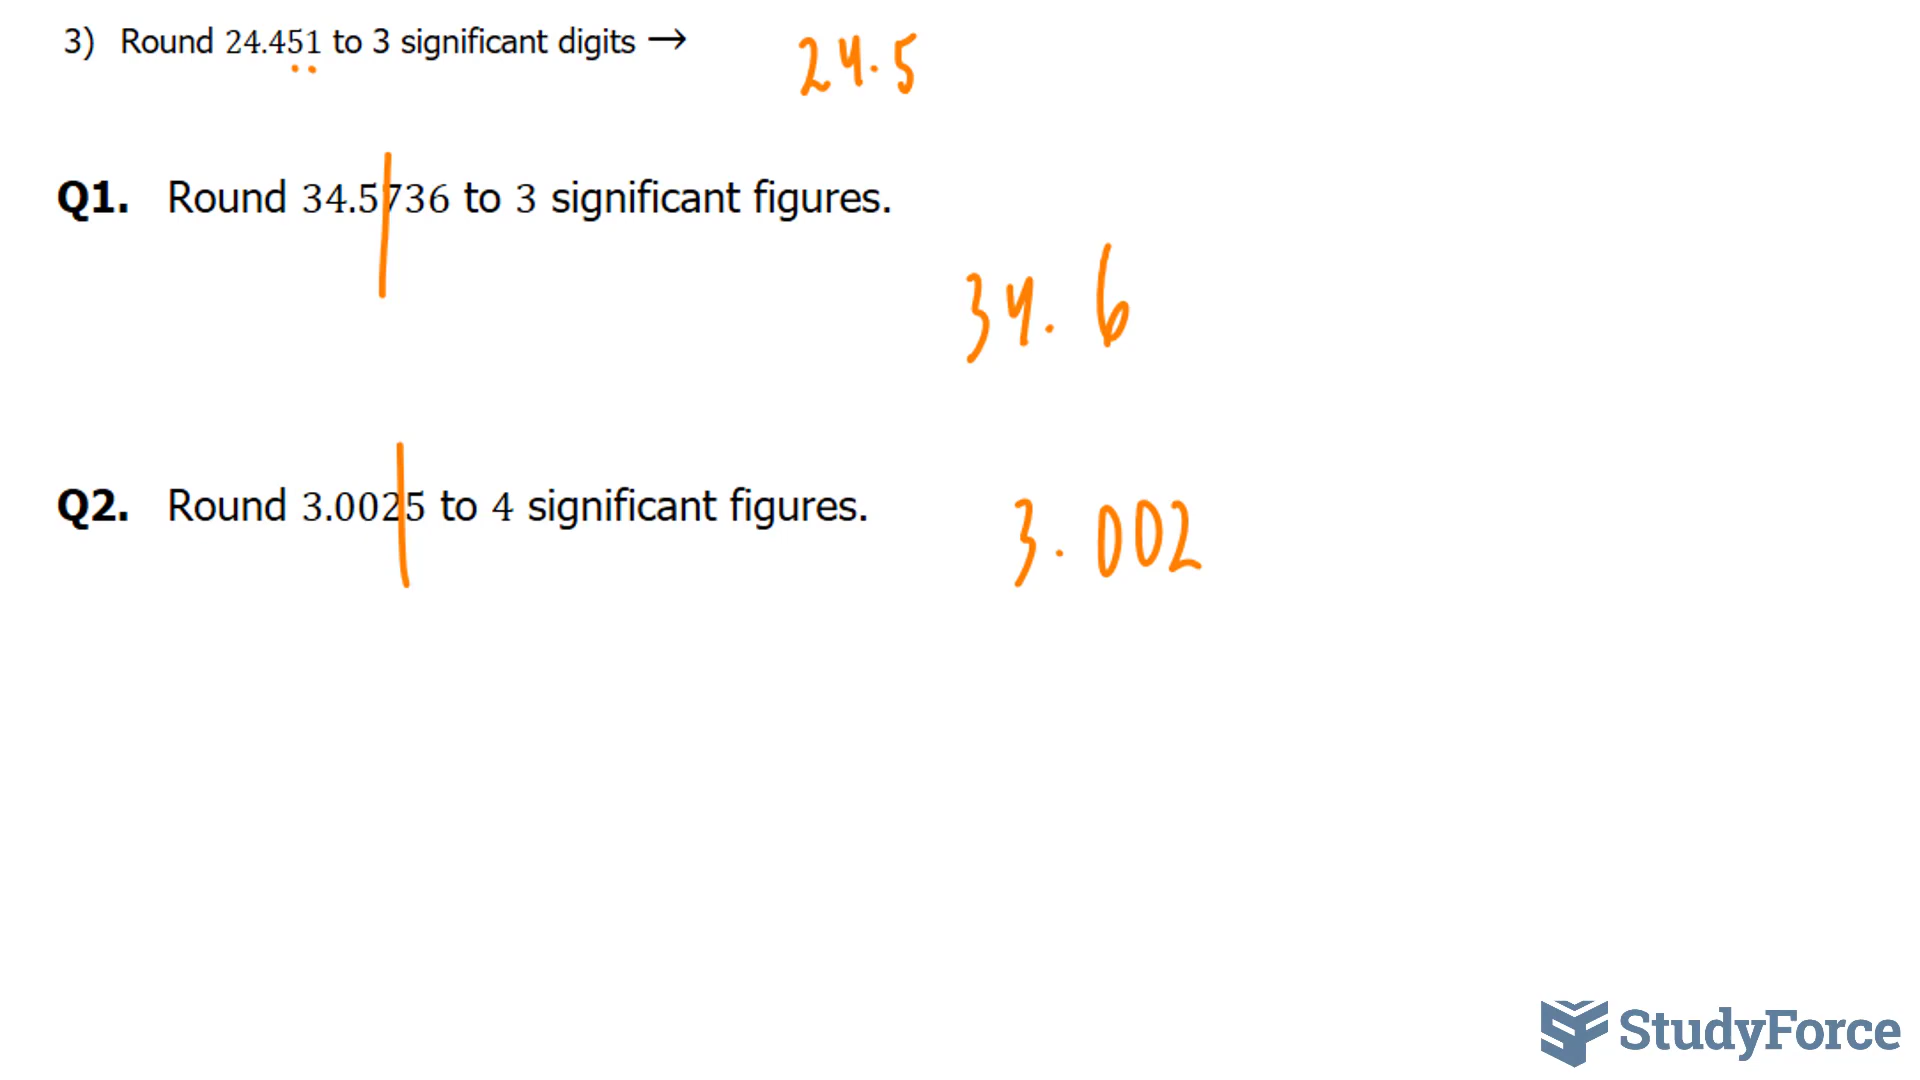 3) Round 24.451 to 3 significant digits → 24.5
Q1. Round 34.5736 to 3 significant figures.
34.6
Q2. Round 3.0025 to 4 significant figures.
3.002
StudyForce